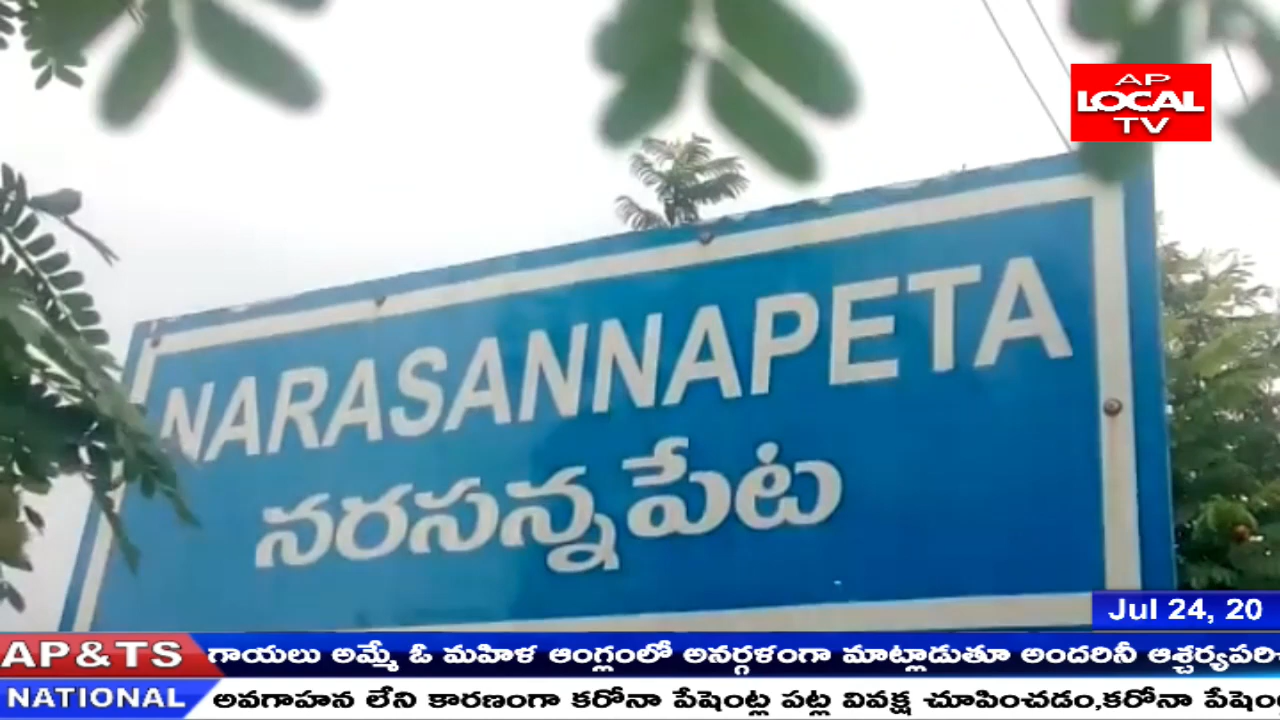 AP
LOCAL
TV
NARASANNAPETA
నరసన్నపేట
Jul 24, 20
AP&TS గాయలు అమ్మే ఓ మహిళ ఆంగ్లంలో అనర్గళంగా మాట్లాడుతూ అందరినీ ఆశ్చర్యపరి
NATIONAL అవగాహన లేని కారణంగా కరోనా పేషెంట్ల పట్ల వివక్ష చూపించడం,కరోనా పేషెం